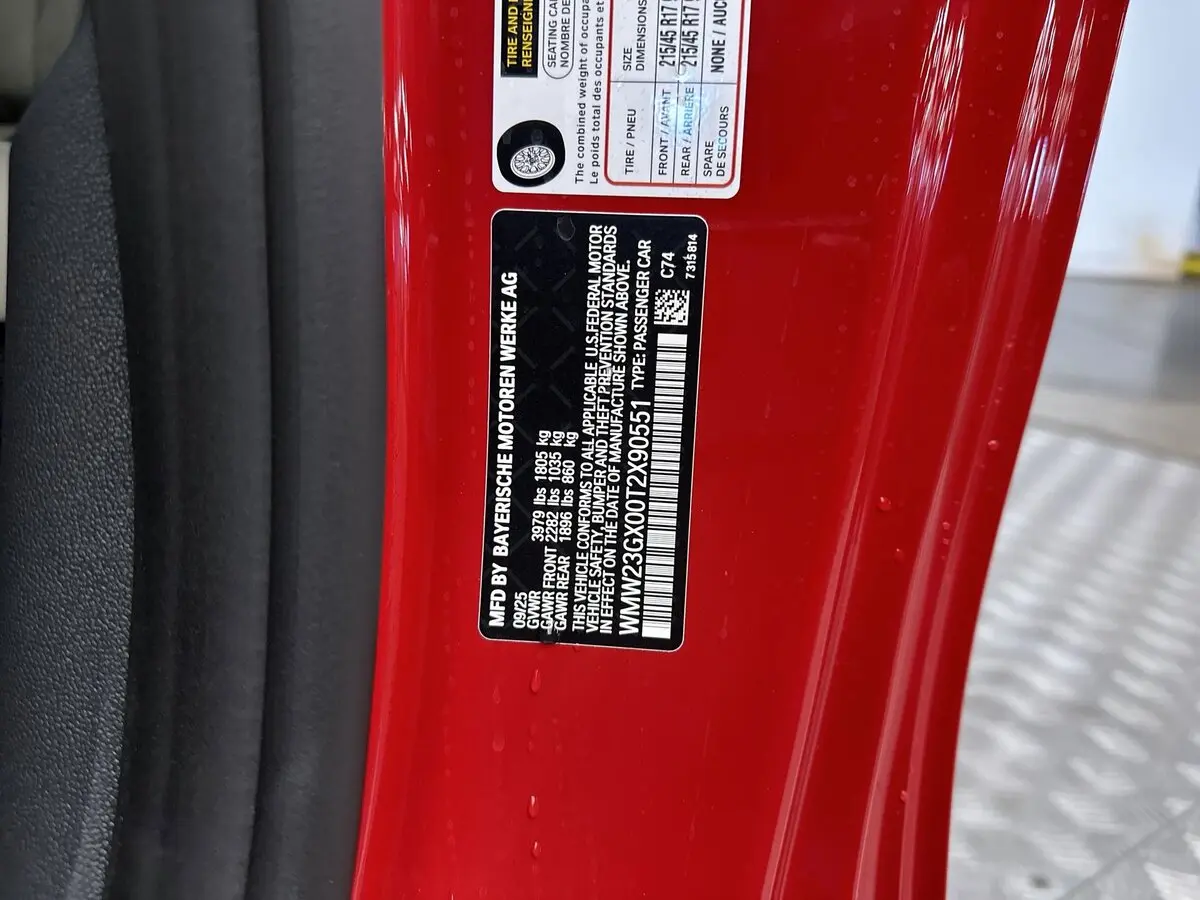 TIRE AND
RENSEIGNE
SEATING CA
NOMBRE DE
The combined weight of occupa
Le poids total des occupants et
TIRE / PNEU SIZE DIMENSIONS
FRONT / AVANT 215/45 R17
REAR / ARRIÈRE 215/45 R17
SPARE DE SECOURS NONE / AUC
MFD BY BAYERISCHE MOTOREN WERKE AG
09/25
GVWR 3979 lbs 1805 kg
GAWR FRONT 2282 lbs 1035 kg
GAWR REAR 1896 lbs 860 kg
THIS VEHICLE CONFORMS TO ALL APPLICABLE U.S.FEDERAL MOTOR
VEHICLE SAFETY, BUMPER AND THEFT PREVENTION STANDARDS
IN EFFECT ON THE DATE OF MANUFACTURE SHOWN ABOVE.
WMW23GX00T2X90551 TYPE: PASSENGER CAR
C74
7315814